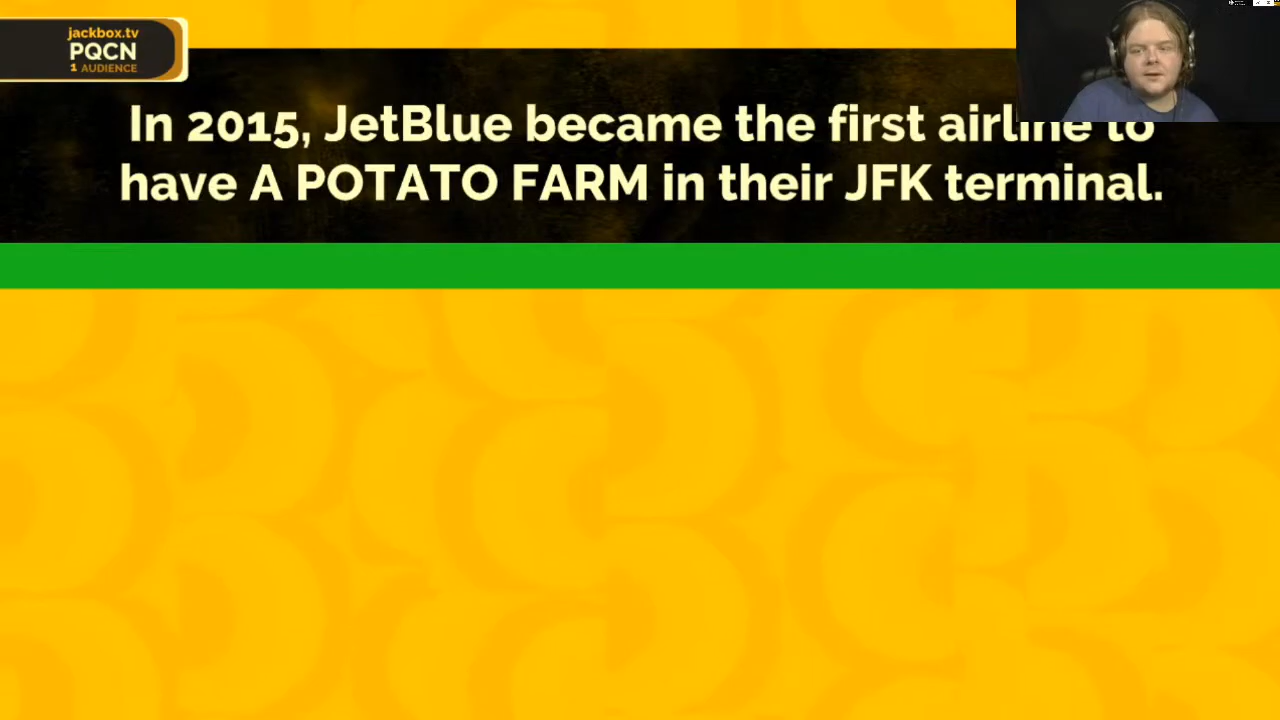 jackbox.tv
PQCN
1 AUDIENCE
In 2015, JetBlue became the first airline to
have A POTATO FARM in their JFK terminal.